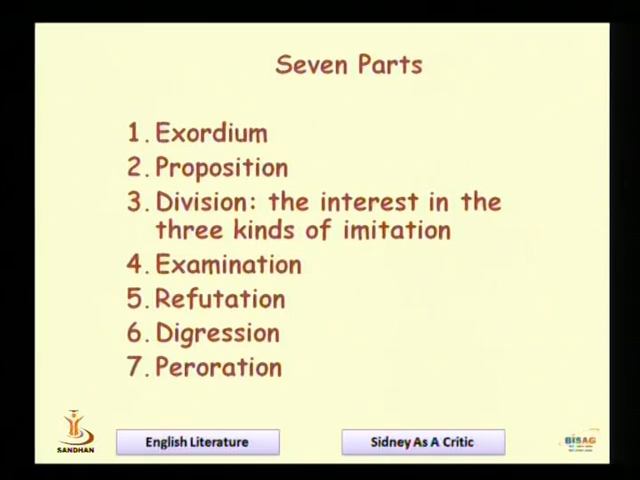 Seven Parts
1. Exordium
2. Proposition
3. Division: the interest in the
three kinds of imitation
4. Examination
5. Refutation
6. Digression
7. Peroration
SANDHAN
English Literature
Sidney As A Critic
BISAG